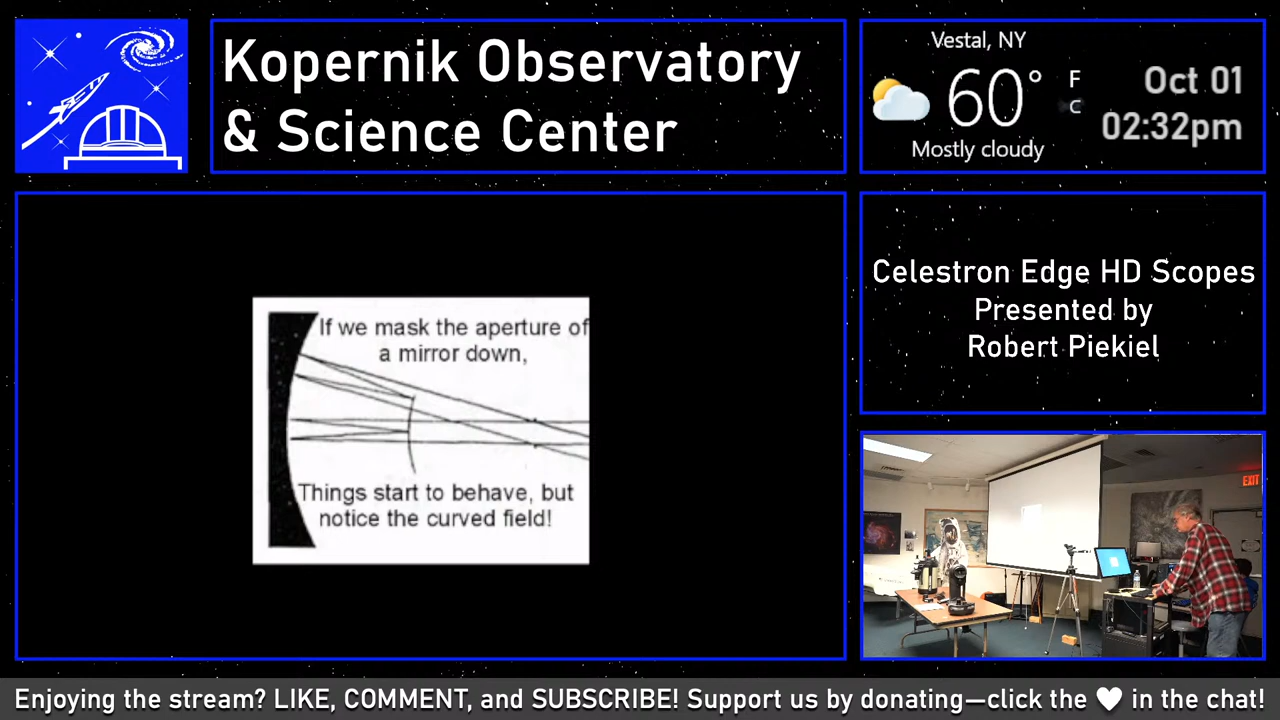 Kopernik Observatory
& Science Center
Vestal, NY
60° F
C
Mostly cloudy
Oct 01
02:32pm
If we mask the aperture of
a mirror down,
Things start to behave, but
notice the curved field!
Celestron Edge HD Scopes
Presented by
Robert Piekiel
EXIT
Enjoying the stream? LIKE, COMMENT, and SUBSCRIBE! Support us by donating—click the ♥ in the chat!